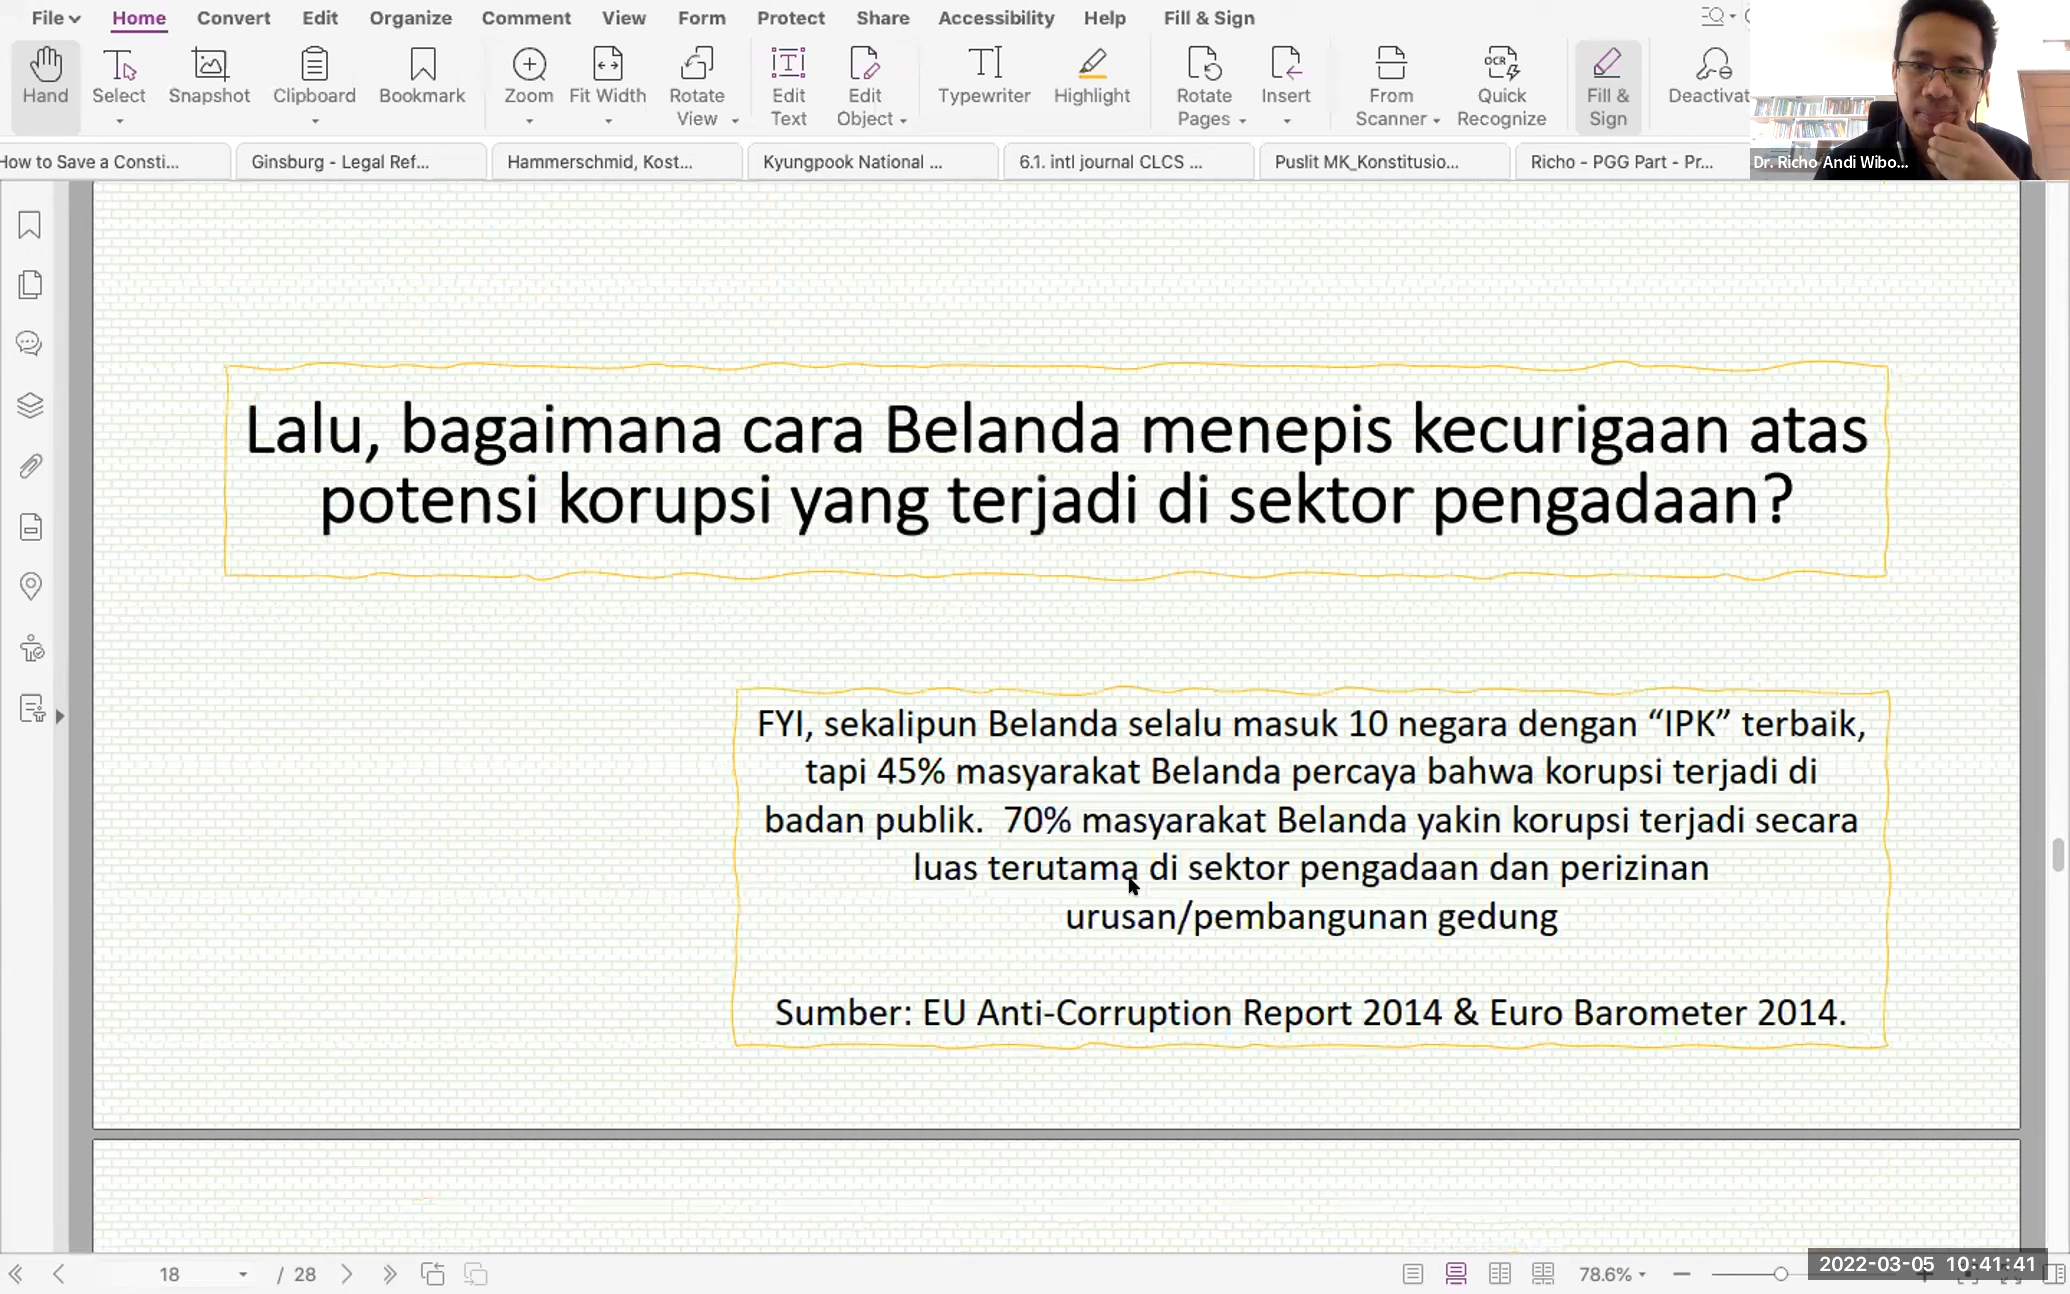 File Home Convert Edit Organize Comment View Form Protect Share Accessibility Help Fill & Sign
Hand Select Snapshot Clipboard Bookmark Zoom Fit Width Rotate View Edit Text Edit Object Typewriter Highlight Rotate Pages Insert From Scanner Quick Recognize Fill & Sign Deactivat
How to Save a Consti... Ginsburg - Legal Ref... Hammerschmid, Kost... Kyungpook National ... 6.1. intl journal CLCS ... Puslit MK_Konstitusio... Richo - PGG Part - Pr...
Dr. Richo Andi Wibo...
Lalu, bagaimana cara Belanda menepis kecurigaan atas
potensi korupsi yang terjadi di sektor pengadaan?
FYI, sekalipun Belanda selalu masuk 10 negara dengan “IPK” terbaik,
tapi 45% masyarakat Belanda percaya bahwa korupsi terjadi di
badan publik. 70% masyarakat Belanda yakin korupsi terjadi secara
luas terutama di sektor pengadaan dan perizinan
urusan/pembangunan gedung
Sumber: EU Anti-Corruption Report 2014 & Euro Barometer 2014.
18 / 28 78.6%
2022-03-05 10:41:41